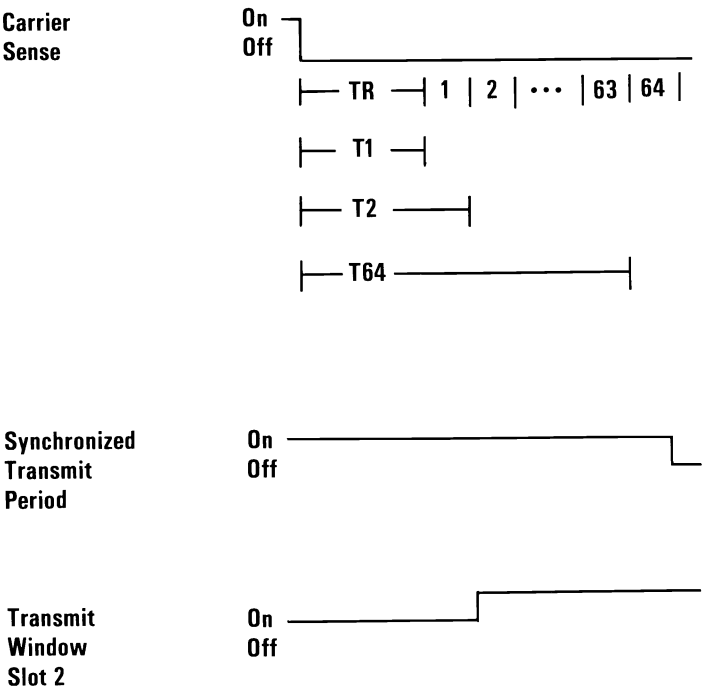 Carrier
Sense
On
Off
TR 1 2 ... 63 64
T1
T2
T64
Synchronized
Transmit
Period
On
Off
Transmit
Window
Slot 2
On
Off